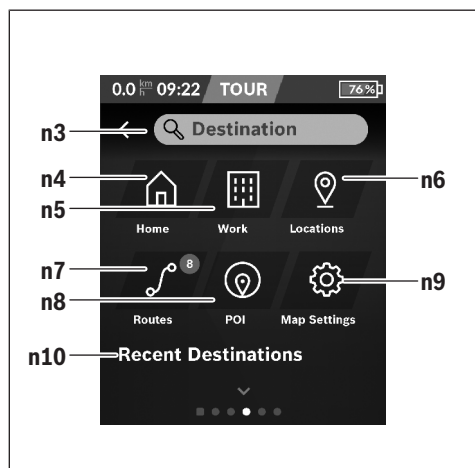 0.0 km/h 09:22 TOUR 76%
n3 Destination
n4
n5
n6
Home Work Locations
n7 8
n8
n9
Routes POI Map Settings
n10 Recent Destinations